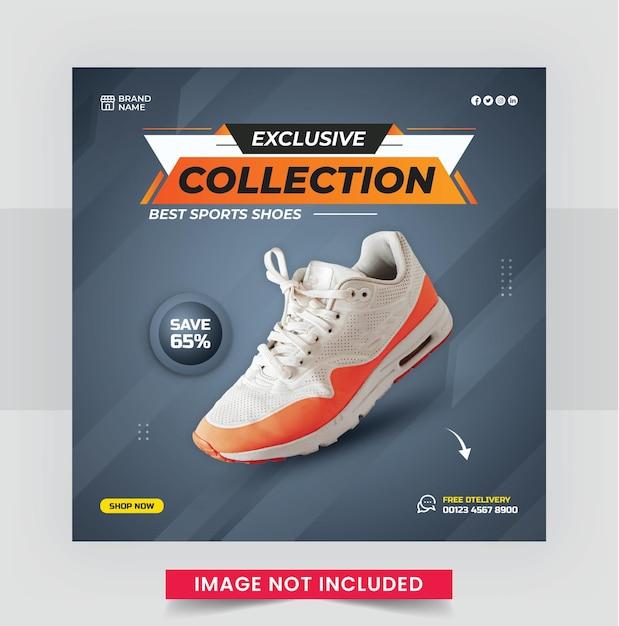 BRAND
NAME
EXCLUSIVE
COLLECTION
BEST SPORTS SHOES
SAVE
65%
SHOP NOW
FREE DTELIVERY
00123 4567 8900
IMAGE NOT INCLUDED